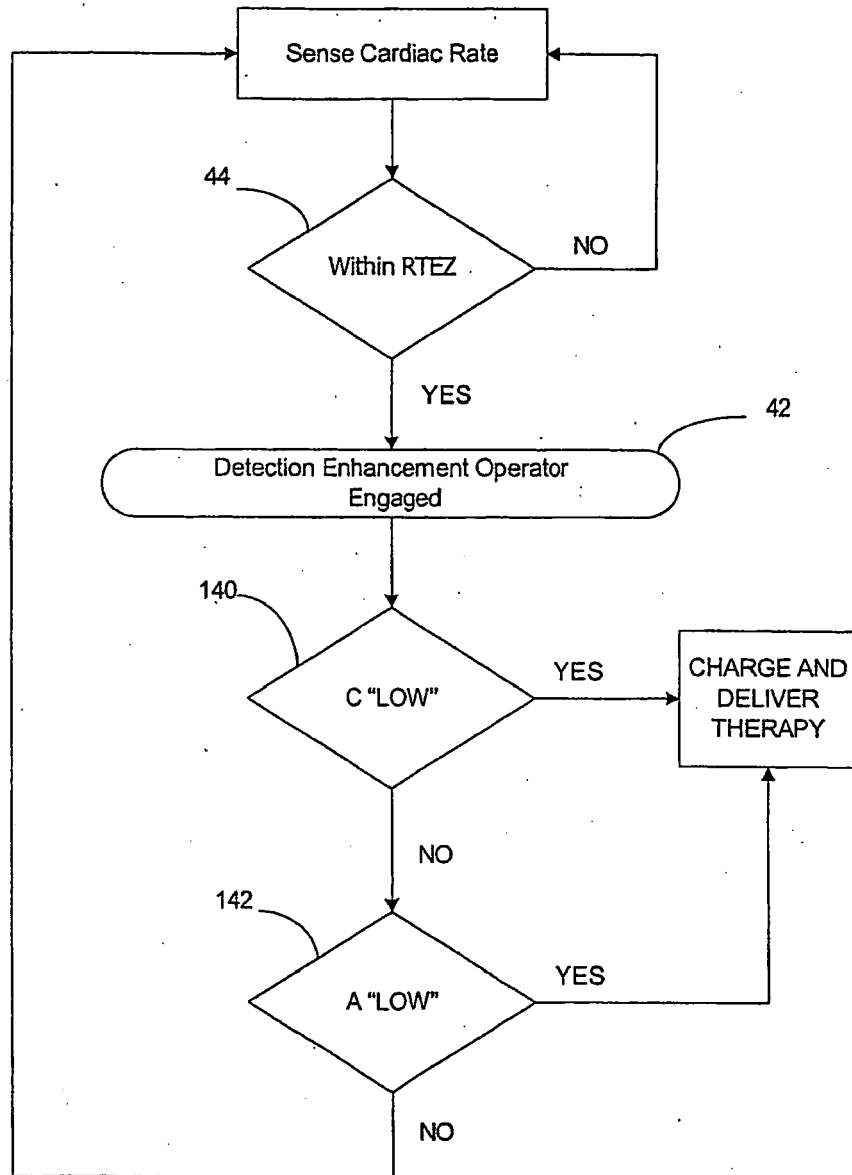 Sense Cardiac Rate
44
Within RTEZ
NO
YES
42
Detection Enhancement Operator
Engaged
140
C "LOW"
YES
CHARGE AND
DELIVER
THERAPY
NO
142
A "LOW"
YES
NO